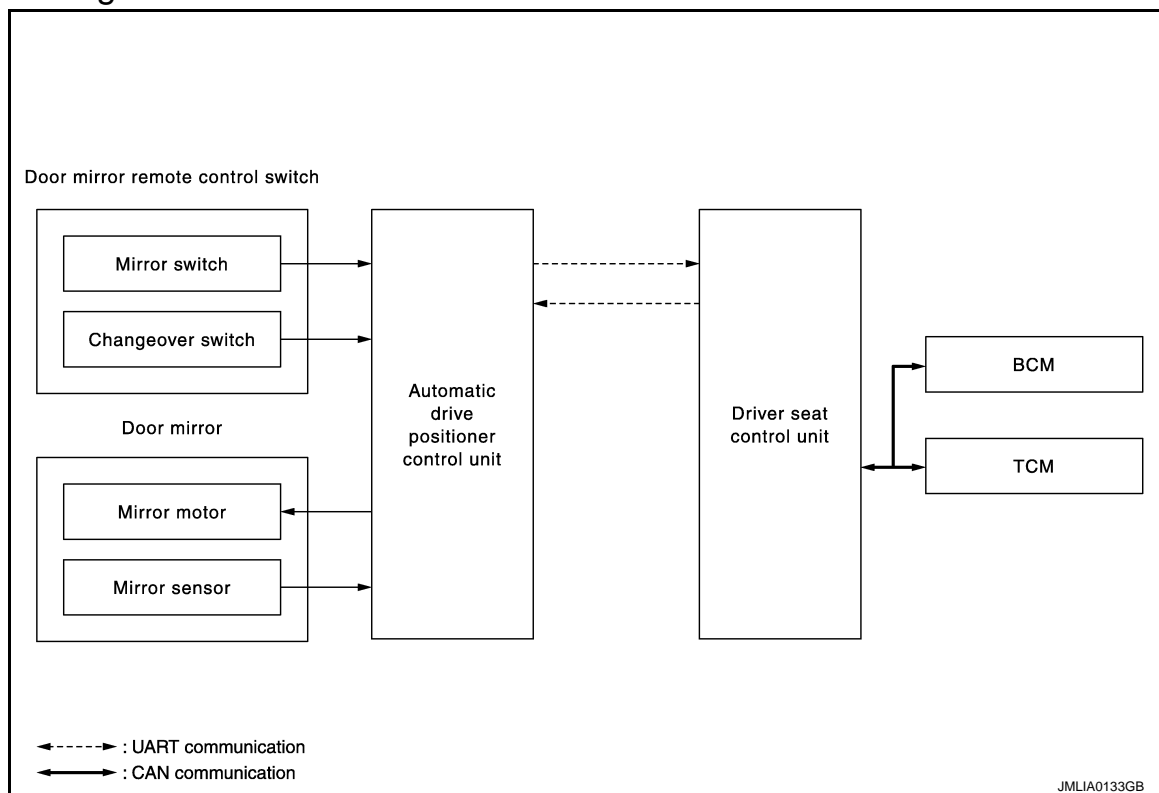 Door mirror remote control switch
Mirror switch
Changeover switch
Door mirror
Mirror motor
Mirror sensor
Automatic
drive
positioner
control unit
Driver seat
control unit
BCM
TCM
: UART communication
: CAN communication
JMLIA0133GB